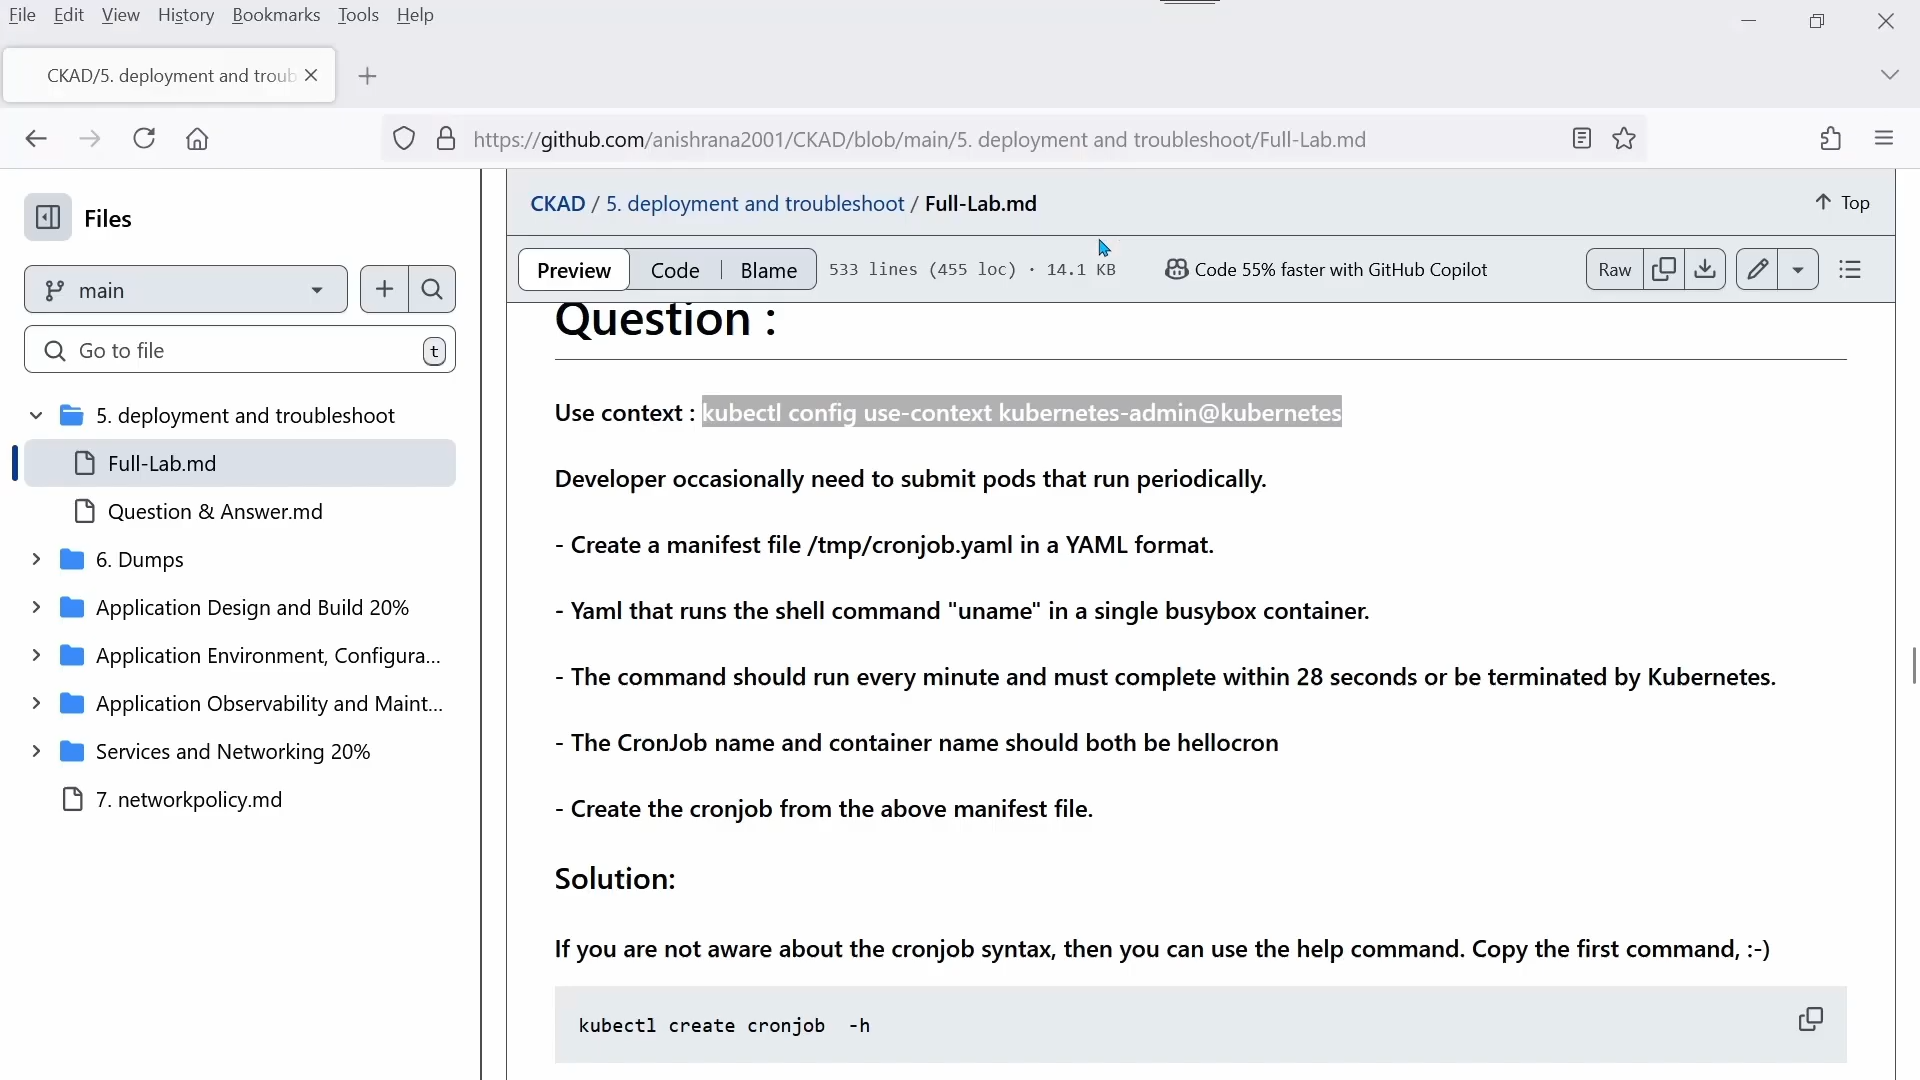 File Edit View History Bookmarks Tools Help
CKAD/5. deployment and troub
https://github.com/anishrana2001/CKAD/blob/main/5. deployment and troubleshoot/Full-Lab.md
Files
main
Go to file t
5. deployment and troubleshoot
Full-Lab.md
Question & Answer.md
6. Dumps
Application Design and Build 20%
Application Environment, Configura...
Application Observability and Maint...
Services and Networking 20%
7. networkpolicy.md
CKAD / 5. deployment and troubleshoot / Full-Lab.md
Top
Preview Code Blame 533 lines (455 loc) · 14.1 KB Code 55% faster with GitHub Copilot Raw
Question :
Use context : kubectl config use-context kubernetes-admin@kubernetes
Developer occasionally need to submit pods that run periodically.
- Create a manifest file /tmp/cronjob.yaml in a YAML format.
- Yaml that runs the shell command "uname" in a single busybox container.
- The command should run every minute and must complete within 28 seconds or be terminated by Kubernetes.
- The CronJob name and container name should both be hellocron
- Create the cronjob from the above manifest file.
Solution:
If you are not aware about the cronjob syntax, then you can use the help command. Copy the first command, :-)
kubectl create cronjob  -h